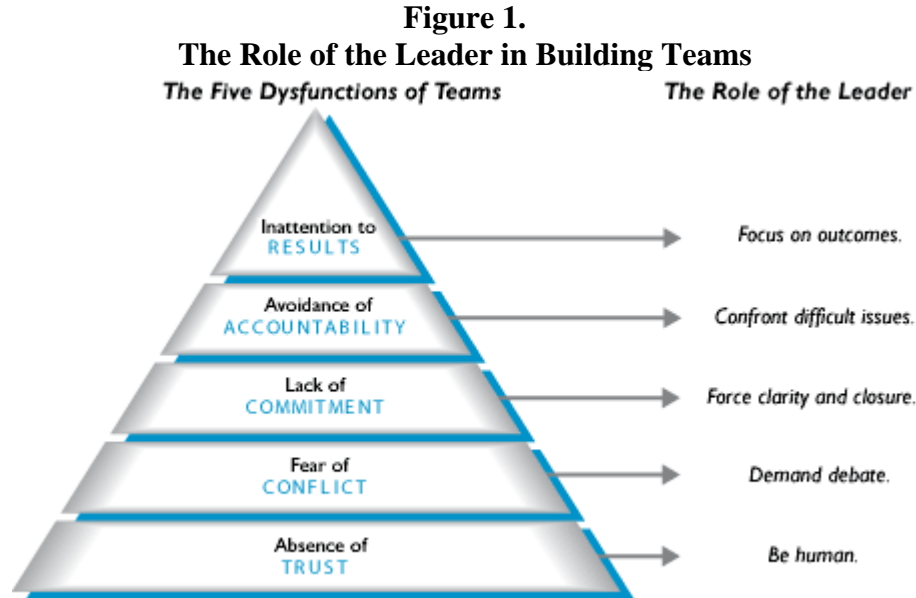 Figure 1.
The Role of the Leader in Building Teams
The Five Dysfunctions of Teams
The Role of the Leader
Inattention to
RESULTS
Focus on outcomes.
Avoidance of
ACCOUNTABILITY
Confront difficult issues.
Lack of
COMMITMENT
Force clarity and closure.
Fear of
CONFLICT
Demand debate.
Absence of
TRUST
Be human.